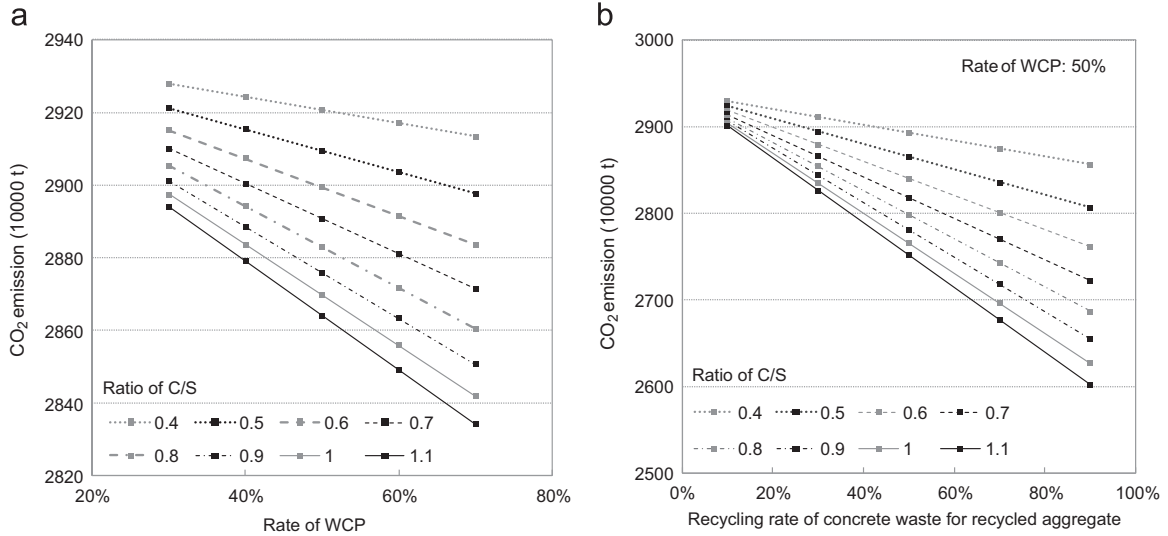 a
2940
2920
2900
2880
2860
2840
2820
CO2 emission (10000 t)
Ratio of C/S
0.4 0.5 0.6 0.7
0.8 0.9 1 1.1
20% 40% 60% 80%
Rate of WCP
b
3000
2900
2800
2700
2600
2500
CO2 emission (10000 t)
Rate of WCP: 50%
Ratio of C/S
0.4 0.5 0.6 0.7
0.8 0.9 1 1.1
0% 20% 40% 60% 80% 100%
Recycling rate of concrete waste for recycled aggregate